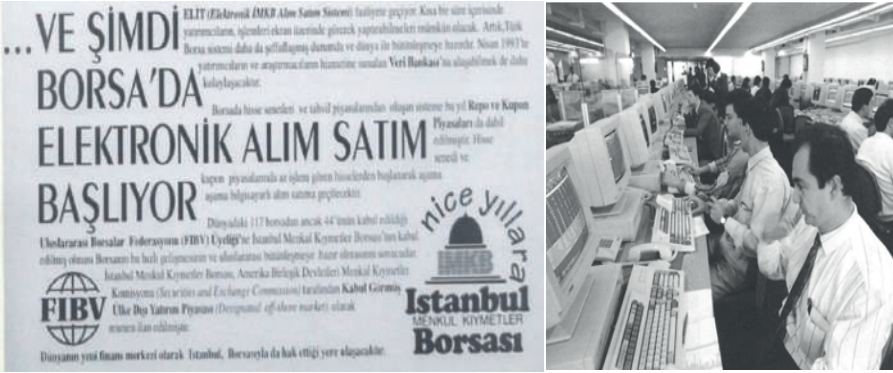 ...VE ŞİMDİ
BORSA'DA
ELEKTRONİK ALIM SATIM
BAŞLIYOR
ELIT (Elektronik İMKB Alım Satım Sistemi) faaliyete geçiyor. Kısa bir süre içerisinde
yatırımcıların, işlemleri ekran üzerinde görerek yapabilmeleri mümkün olacak. Artık, Türk
Borsa sistemi daha da şeffaflaşmış durumda ve dünya ile bütünleşmeye hazırdır. Nisan 1993'te
yatırımcıların ve araştırmacıların hizmetine sunulan Veri Bankası'na ulaşabilmek de daha
kolaylaşacaktır.
Borsada hisse senetleri ve tahvil piyasalarından oluşan sisteme bu yıl Repo ve Kupon
Piyasaları da dahil
edilmiştir. Hisse
senedi ve
kupon piyasalarında az işlem gören hisselerden başlanarak aşama
aşama bilgisayarlı alım satıma geçilecektir.
Dünyadaki 117 borsadan ancak 44'ünün kabul edildiği
Uluslararası Borsalar Federasyonu (FIBV) Üyeliği'ne İstanbul Menkul Kıymetler Borsası'nın kabul
edilmiş olması Borsanın bu hızlı gelişmesinin ve uluslararası bütünleşmeye hazır olmasının sonucudur.
İstanbul Menkul Kıymetler Borsası, Amerika Birleşik Devletleri Menkul Kıymetler
Komisyonu (Securities and Exchange Commission) tarafından Kabul Görmüş
Ülke Dışı Yatırım Piyasası (Designated off-shore market) olarak
resmen ilan edilmiştir.
Dünyanın yeni finans merkezi olarak İstanbul, Borsasıyla da hak ettiği yere ulaşacaktır.
FIBV
nice yıllara
İMKB
Istanbul
MENKUL KIYMETLER
Borsası